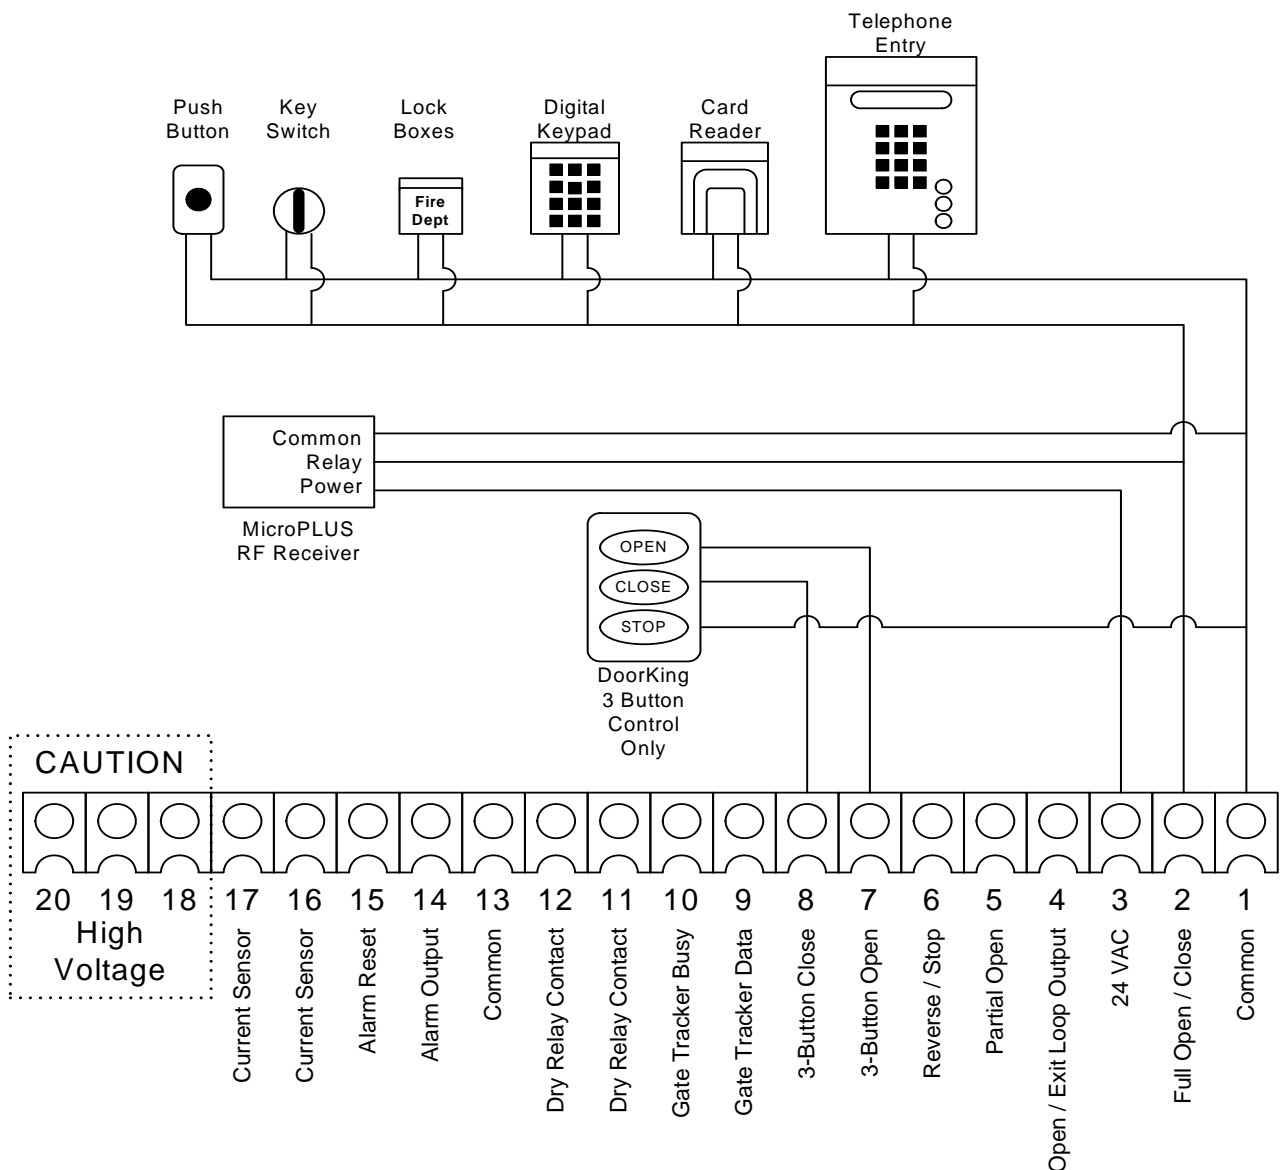 Telephone
Entry
Push
Button
Key
Switch
Lock
Boxes
Digital
Keypad
Card
Reader
Fire
Dept
Common
Relay
Power
MicroPLUS
RF Receiver
OPEN
CLOSE
STOP
DoorKing
3 Button
Control
Only
CAUTION
20 19 18 17 16 15 14 13 12 11 10 9 8 7 6 5 4 3 2 1
High
Voltage
Current Sensor
Current Sensor
Alarm Reset
Alarm Output
Common
Dry Relay Contact
Dry Relay Contact
Gate Tracker Busy
Gate Tracker Data
3-Button Close
3-Button Open
Reverse / Stop
Partial Open
Open / Exit Loop Output
24 VAC
Full Open / Close
Common